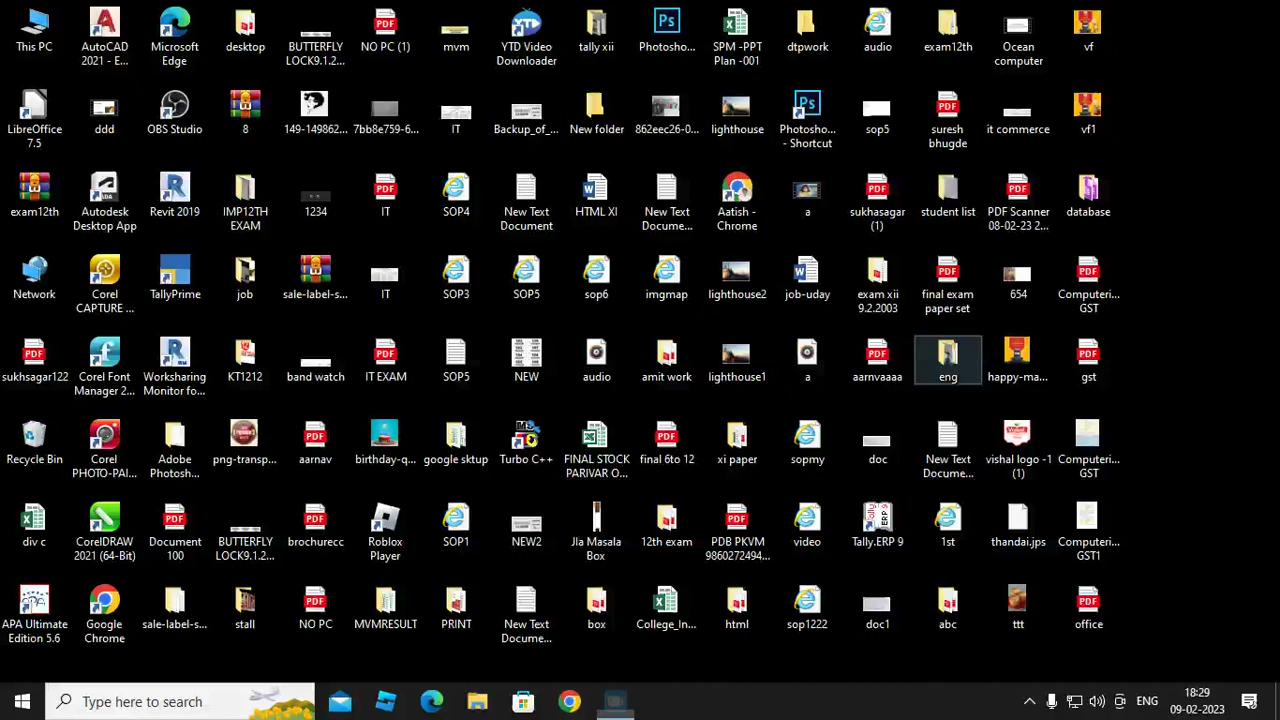 This PC
AutoCAD
2021 - E...
Microsoft
Edge
desktop
BUTTERFLY
LOCK9.1.2...
NO PC (1)
mvm
YTD Video
Downloader
tally xii
Photosho...
SPM -PPT
Plan -001
dtpwork
audio
exam12th
Ocean
computer
vf
LibreOffice
7.5
ddd
OBS Studio
8
149-149862...
7bb8e759-6...
IT
Backup_of_...
New folder
862eec26-0...
lighthouse
Photosho...
- Shortcut
sop5
suresh
bhugde
it commerce
vf1
exam12th
Autodesk
Desktop App
Revit 2019
IMP12TH
EXAM
1234
IT
SOP4
New Text
Document
HTML XI
New Text
Docume...
Aatish -
Chrome
a
sukhasagar
(1)
student list
PDF Scanner
08-02-23 2...
database
Network
Corel
CAPTURE ...
TallyPrime
job
sale-label-s...
IT
SOP3
SOP5
sop6
imgmap
lighthouse2
job-uday
exam xii
9.2.2003
final exam
paper set
654
Computeri...
GST
sukhsagar122
Corel Font
Manager 2...
Worksharing
Monitor fo...
KT1212
band watch
IT EXAM
SOP5
NEW
audio
amit work
lighthouse1
a
aarnvaaaa
eng
happy-ma...
gst
Recycle Bin
Corel
PHOTO-PAI...
Adobe
Photosh...
png-transp...
aarnav
birthday-q...
google sktup
Turbo C++
FINAL STOCK
PARIVAR O...
final 6to 12
xi paper
sopmy
doc
New Text
Docume...
vishal logo -1
(1)
Computeri...
GST
div c
CorelDRAW
2021 (64-Bit)
Document
100
BUTTERFLY
LOCK9.1.2...
brochurecc
Roblox
Player
SOP1
NEW2
Jla Masala
Box
12th exam
PDB PKVM
9860272494...
video
Tally.ERP 9
1st
thandai.jps
Computeri...
GST1
APA Ultimate
Edition 5.6
Google
Chrome
sale-label-s...
stall
NO PC
MVMRESULT
PRINT
New Text
Docume...
box
College_In...
html
sop1222
doc1
abc
ttt
office
Type here to search
ENG
18:29
09-02-2023